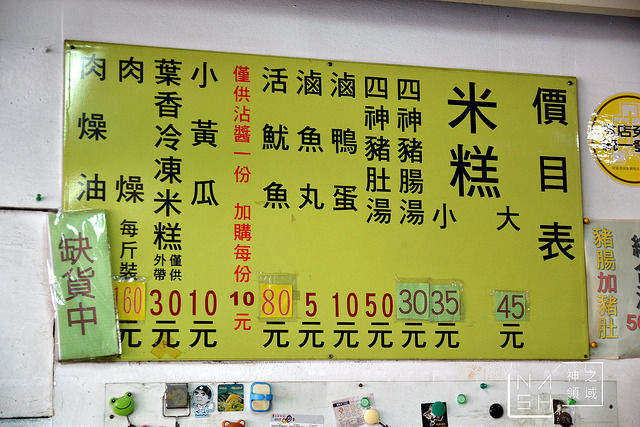 價目表
米糕 大 45元
小 35元
四神豬腸湯 30元
四神豬肚湯 50元
滷鴨蛋 10元
滷魚丸 5元
活魷魚 80元
僅供沾醬一份 加購每份 10元
小黃瓜 10元
葉香冷凍米糕 僅供外帶 30元
肉燥 每斤裝 160元
肉燥油
缺貨中
豬腸加豬肚
神之領域